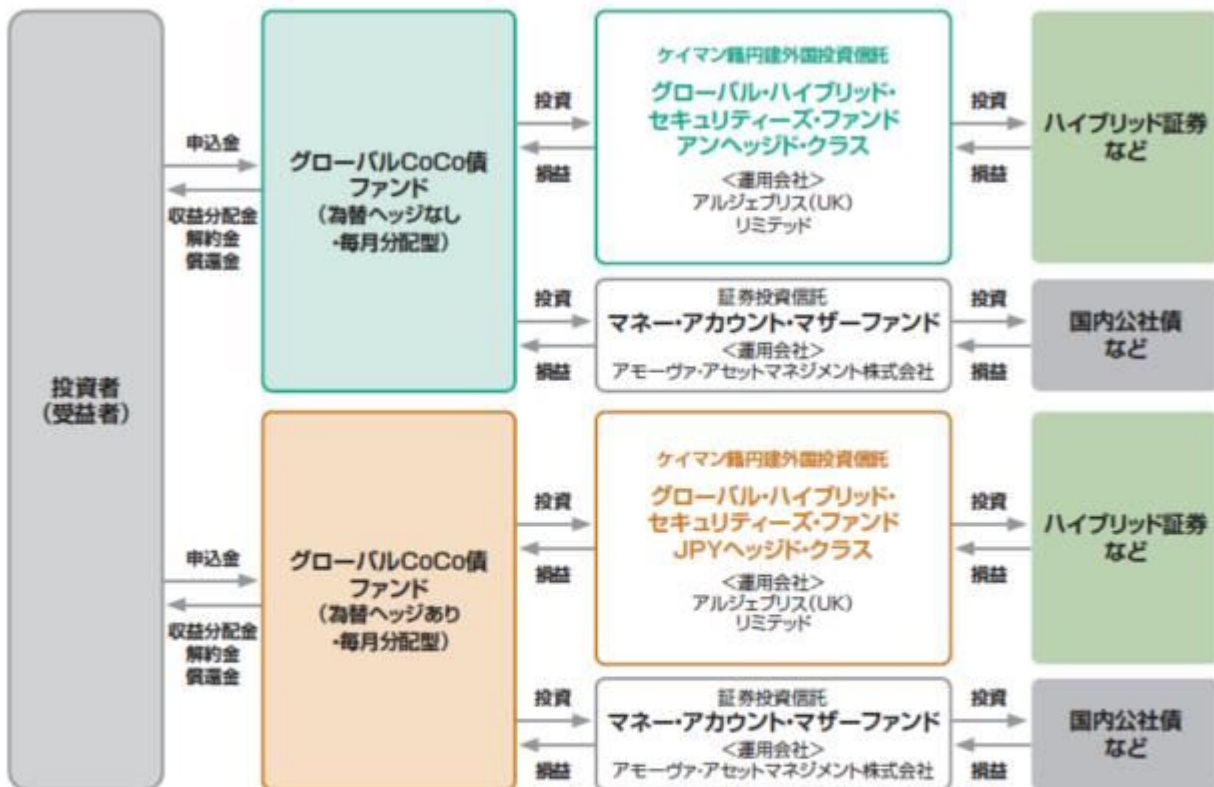 投資者
(受益者)
申込金
収益分配金
解約金
償還金
グローバルCoCo債
ファンド
(為替ヘッジなし
・毎月分配型)
投資
損益
ケイマン籍円建外国投資信託
グローバル・ハイブリッド・
セキュリティーズ・ファンド
アンヘッジド・クラス
<運用会社>
アルジェブリス(UK)
リミテッド
投資
損益
ハイブリッド証券
など
投資
損益
証券投資信託
マネー・アカウント・マザーファンド
<運用会社>
アモーヴァ・アセットマネジメント株式会社
投資
損益
国内公社債
など
申込金
収益分配金
解約金
償還金
グローバルCoCo債
ファンド
(為替ヘッジあり
・毎月分配型)
投資
損益
ケイマン籍円建外国投資信託
グローバル・ハイブリッド・
セキュリティーズ・ファンド
JPYヘッジド・クラス
<運用会社>
アルジェブリス(UK)
リミテッド
投資
損益
ハイブリッド証券
など
投資
損益
証券投資信託
マネー・アカウント・マザーファンド
<運用会社>
アモーヴァ・アセットマネジメント株式会社
投資
損益
国内公社債
など